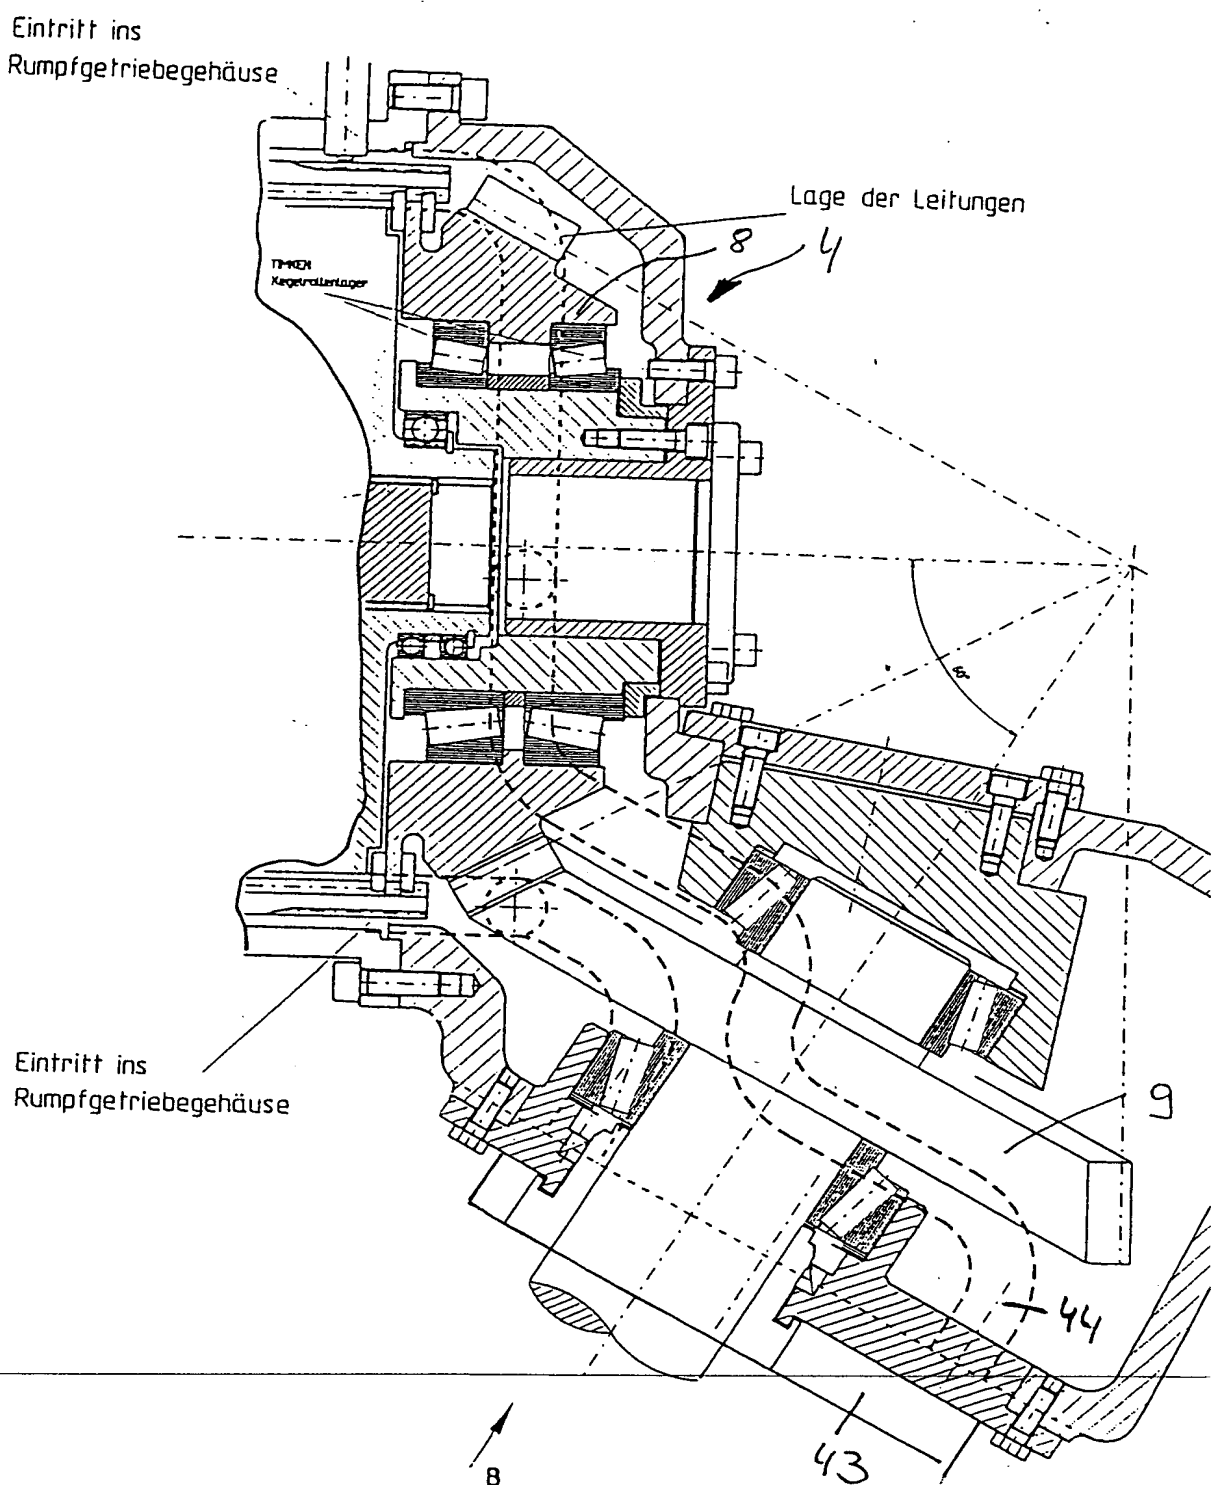 Eintritt ins
Rumpfgetriebegehäuse
Lage der Leitungen
8
4
TIMKEN
Kegelrollenlager
9
Eintritt ins
Rumpfgetriebegehäuse
44
43
B